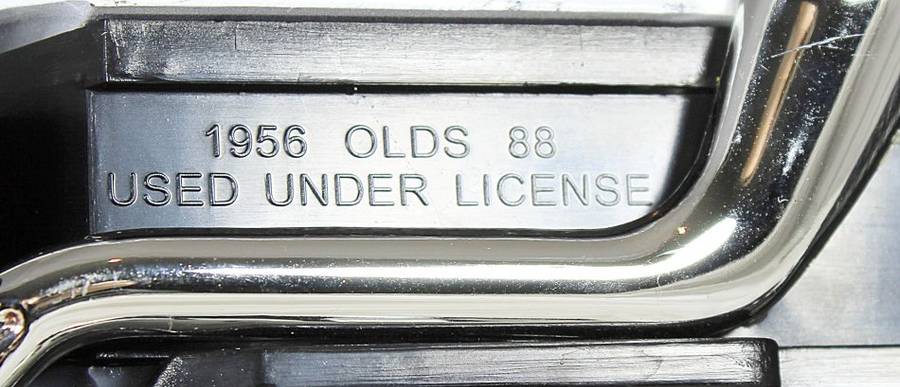 1956 OLDS 88
USED UNDER LICENSE